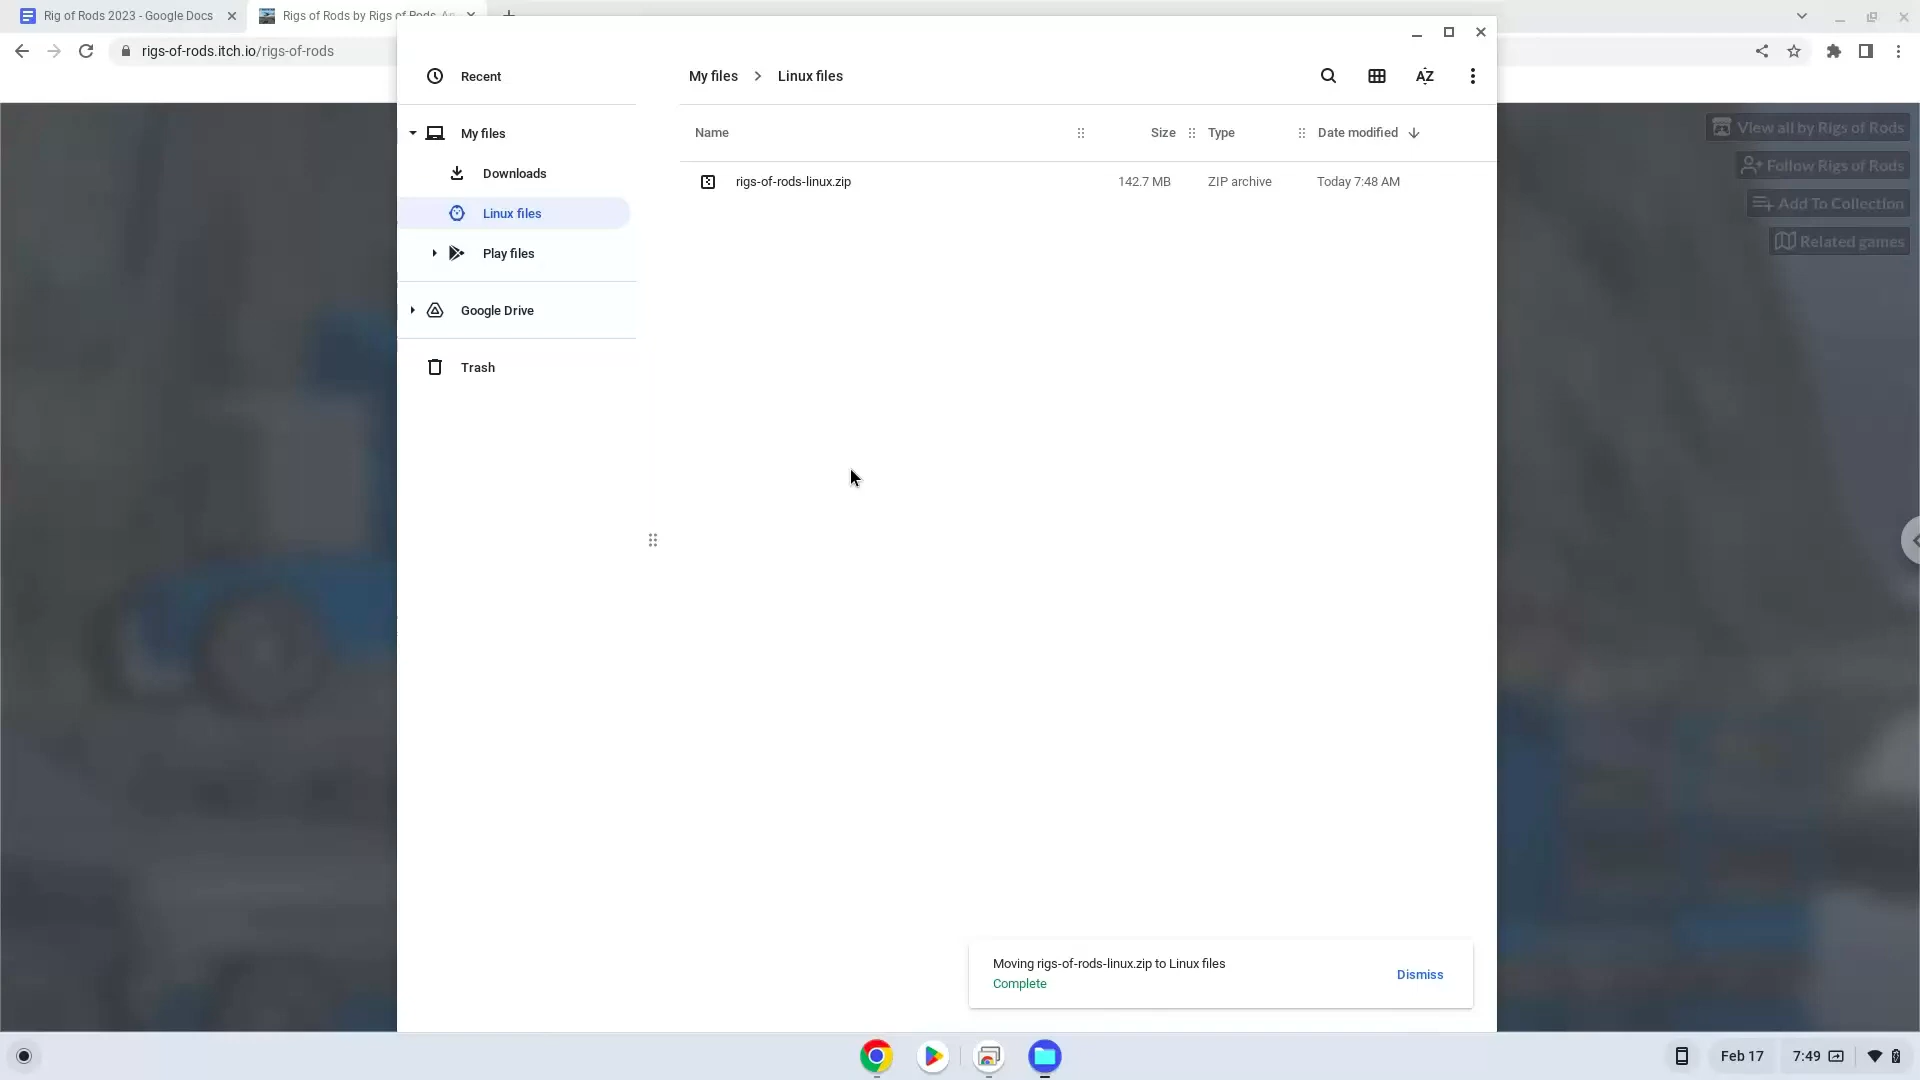 Rig of Rods 2023 - Google Docs
Rigs of Rods by Rigs of Rods
rigs-of-rods.itch.io/rigs-of-rods
Recent
My files
Downloads
Linux files
Play files
Google Drive
Trash
My files > Linux files
AZ
Name Size Type Date modified
rigs-of-rods-linux.zip 142.7 MB ZIP archive Today 7:48 AM
View all by Rigs of Rods
Follow Rigs of Rods
Add To Collection
Related games
Moving rigs-of-rods-linux.zip to Linux files
Complete
Dismiss
Feb 17
7:49